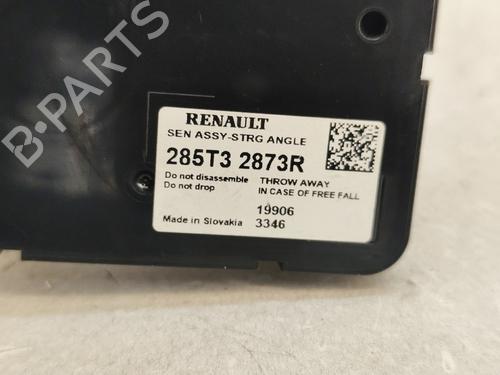 B-PARTS
RENAULT
SEN ASSY-STRG ANGLE
285T3 2873R
Do not disassemble THROW AWAY
Do not drop IN CASE OF FREE FALL
19906
Made in Slovakia 3346